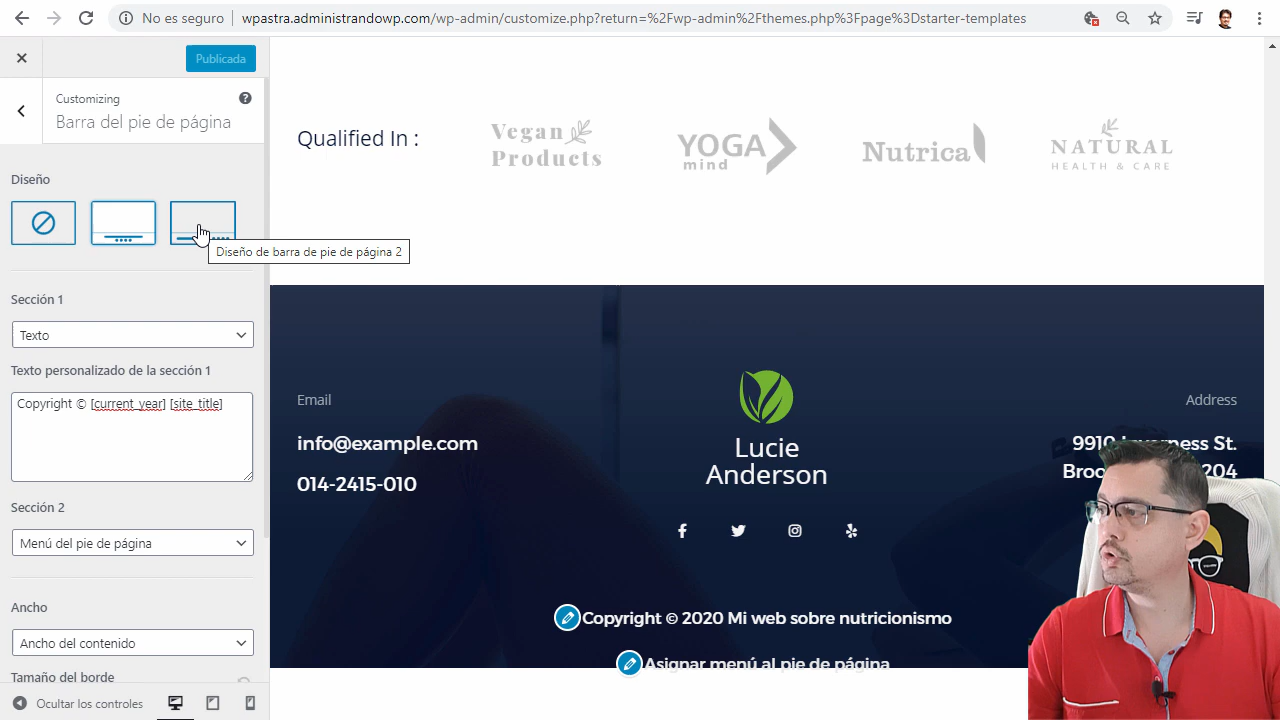 No es seguro
wpastra.administrandowp.com/wp-admin/customize.php?return=%2Fwp-admin%2Fthemes.php%3Fpage%3Dstarter-templates
Publicada
Customizing
Barra del pie de página
Diseño
Diseño de barra de pie de página 2
Sección 1
Texto
Texto personalizado de la sección 1
Copyright © [current_year] [site_title]
Sección 2
Menú del pie de página
Ancho
Ancho del contenido
Tamaño del borde
Ocultar los controles
Qualified In :
Vegan
Products
YOGA
mind
Nutrica
NATURAL
HEALTH & CARE
Email
info@example.com
014-2415-010
Lucie
Anderson
Address
9910 Inverness St.
Copyright © 2020 Mi web sobre nutricionismo
Asignar menú al pie de página